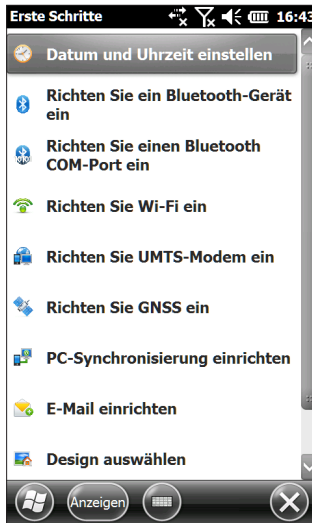 Erste Schritte 16:43
Datum und Uhrzeit einstellen
Richten Sie ein Bluetooth-Gerät
ein
Richten Sie einen Bluetooth
COM-Port ein
Richten Sie Wi-Fi ein
Richten Sie UMTS-Modem ein
Richten Sie GNSS ein
PC-Synchronisierung einrichten
E-Mail einrichten
Design auswählen
Anzeigen